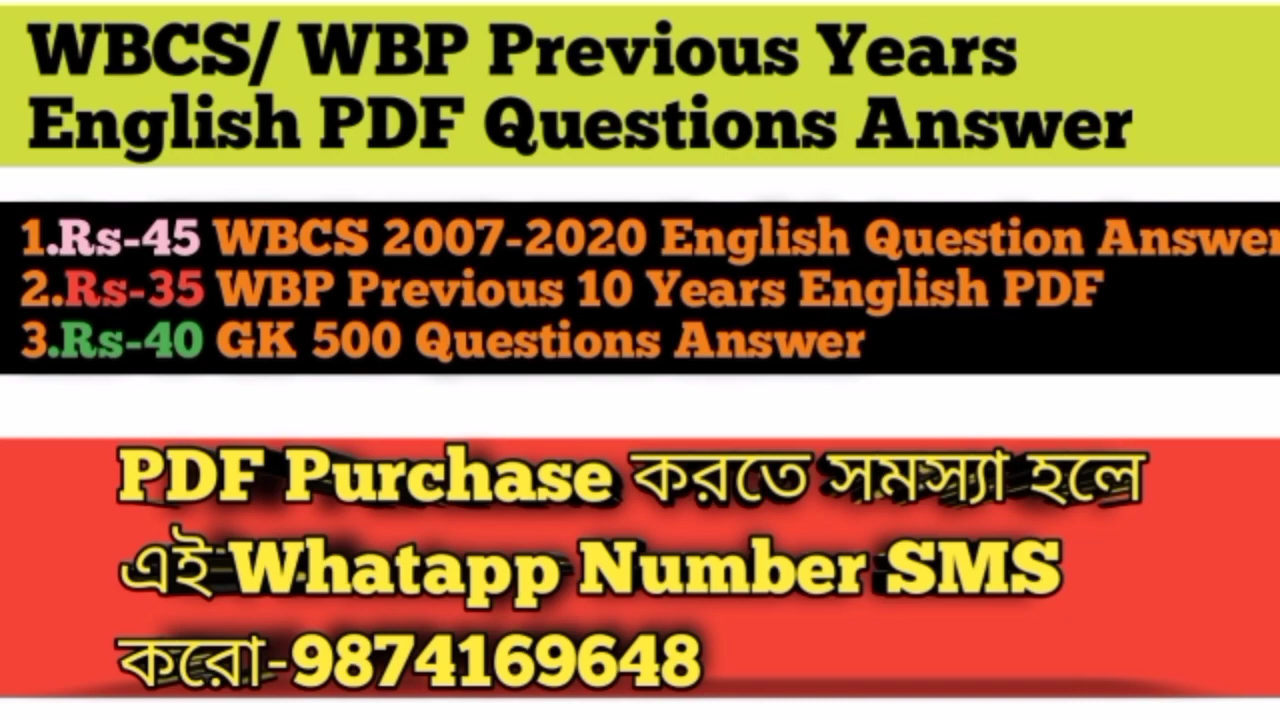 WBCS/ WBP Previous Years
English PDF Questions Answer
1.Rs-45 WBCS 2007-2020 English Question Answer
2.Rs-35 WBP Previous 10 Years English PDF
3.Rs-40 GK 500 Questions Answer
PDF Purchase করতে সমস্যা হলে
এই Whatapp Number SMS
করো-9874169648